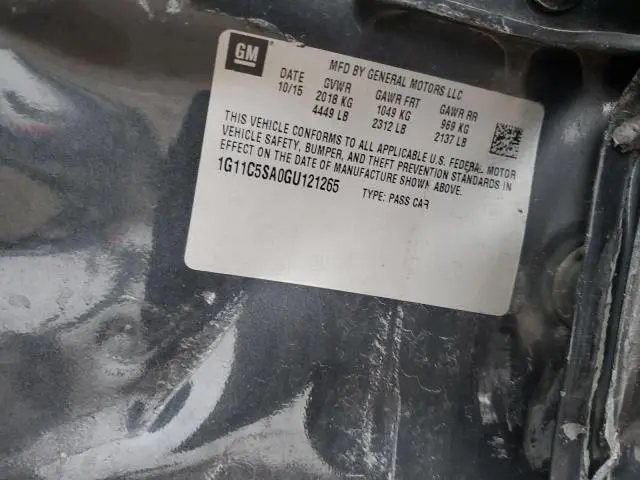 GM
MFD BY GENERAL MOTORS LLC
DATE GVWR GAWR FRT GAWR RR
10/15 2018 KG 1049 KG 969 KG
4449 LB 2312 LB 2137 LB
THIS VEHICLE CONFORMS TO ALL APPLICABLE U.S. FEDERAL MOTOR
VEHICLE SAFETY, BUMPER, AND THEFT PREVENTION STANDARDS IN
EFFECT ON THE DATE OF MANUFACTURE SHOWN ABOVE.
1G11C5SA0GU121265 TYPE: PASS CAR